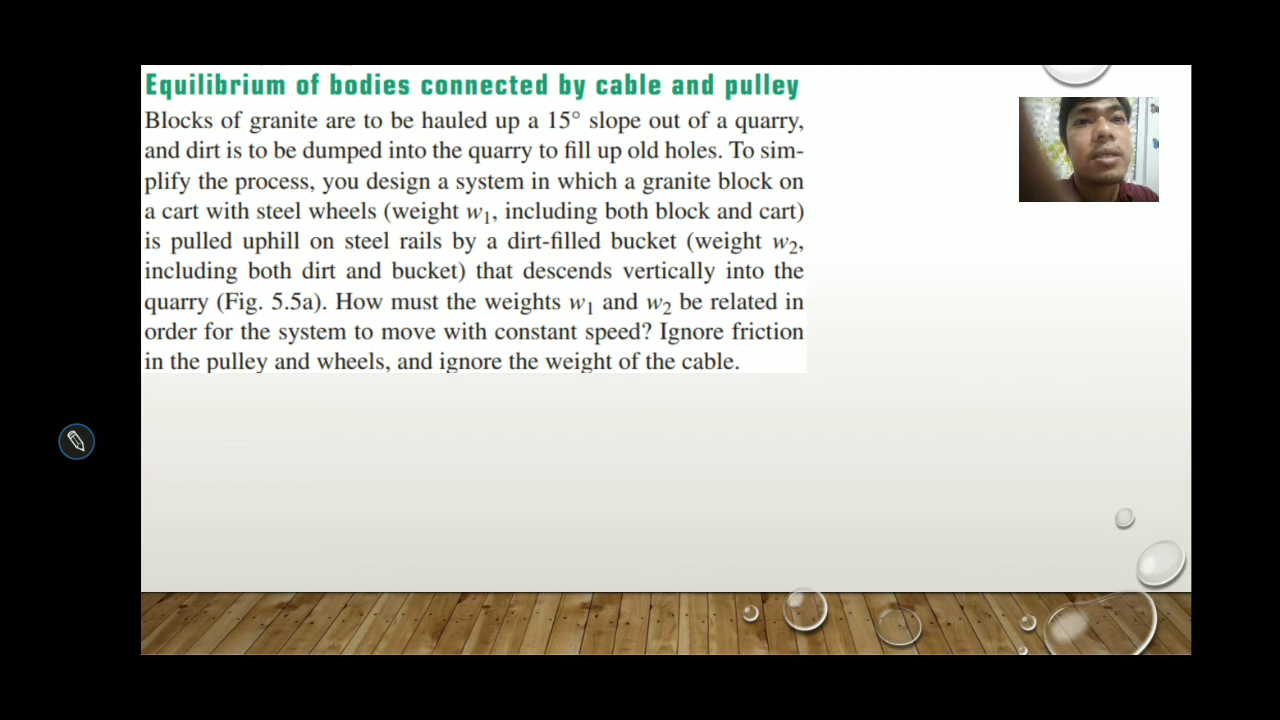 Equilibrium of bodies connected by cable and pulley
Blocks of granite are to be hauled up a 15° slope out of a quarry,
and dirt is to be dumped into the quarry to fill up old holes. To sim-
plify the process, you design a system in which a granite block on
a cart with steel wheels (weight w₁, including both block and cart)
is pulled uphill on steel rails by a dirt-filled bucket (weight w₂,
including both dirt and bucket) that descends vertically into the
quarry (Fig. 5.5a). How must the weights w₁ and w₂ be related in
order for the system to move with constant speed? Ignore friction
in the pulley and wheels, and ignore the weight of the cable.